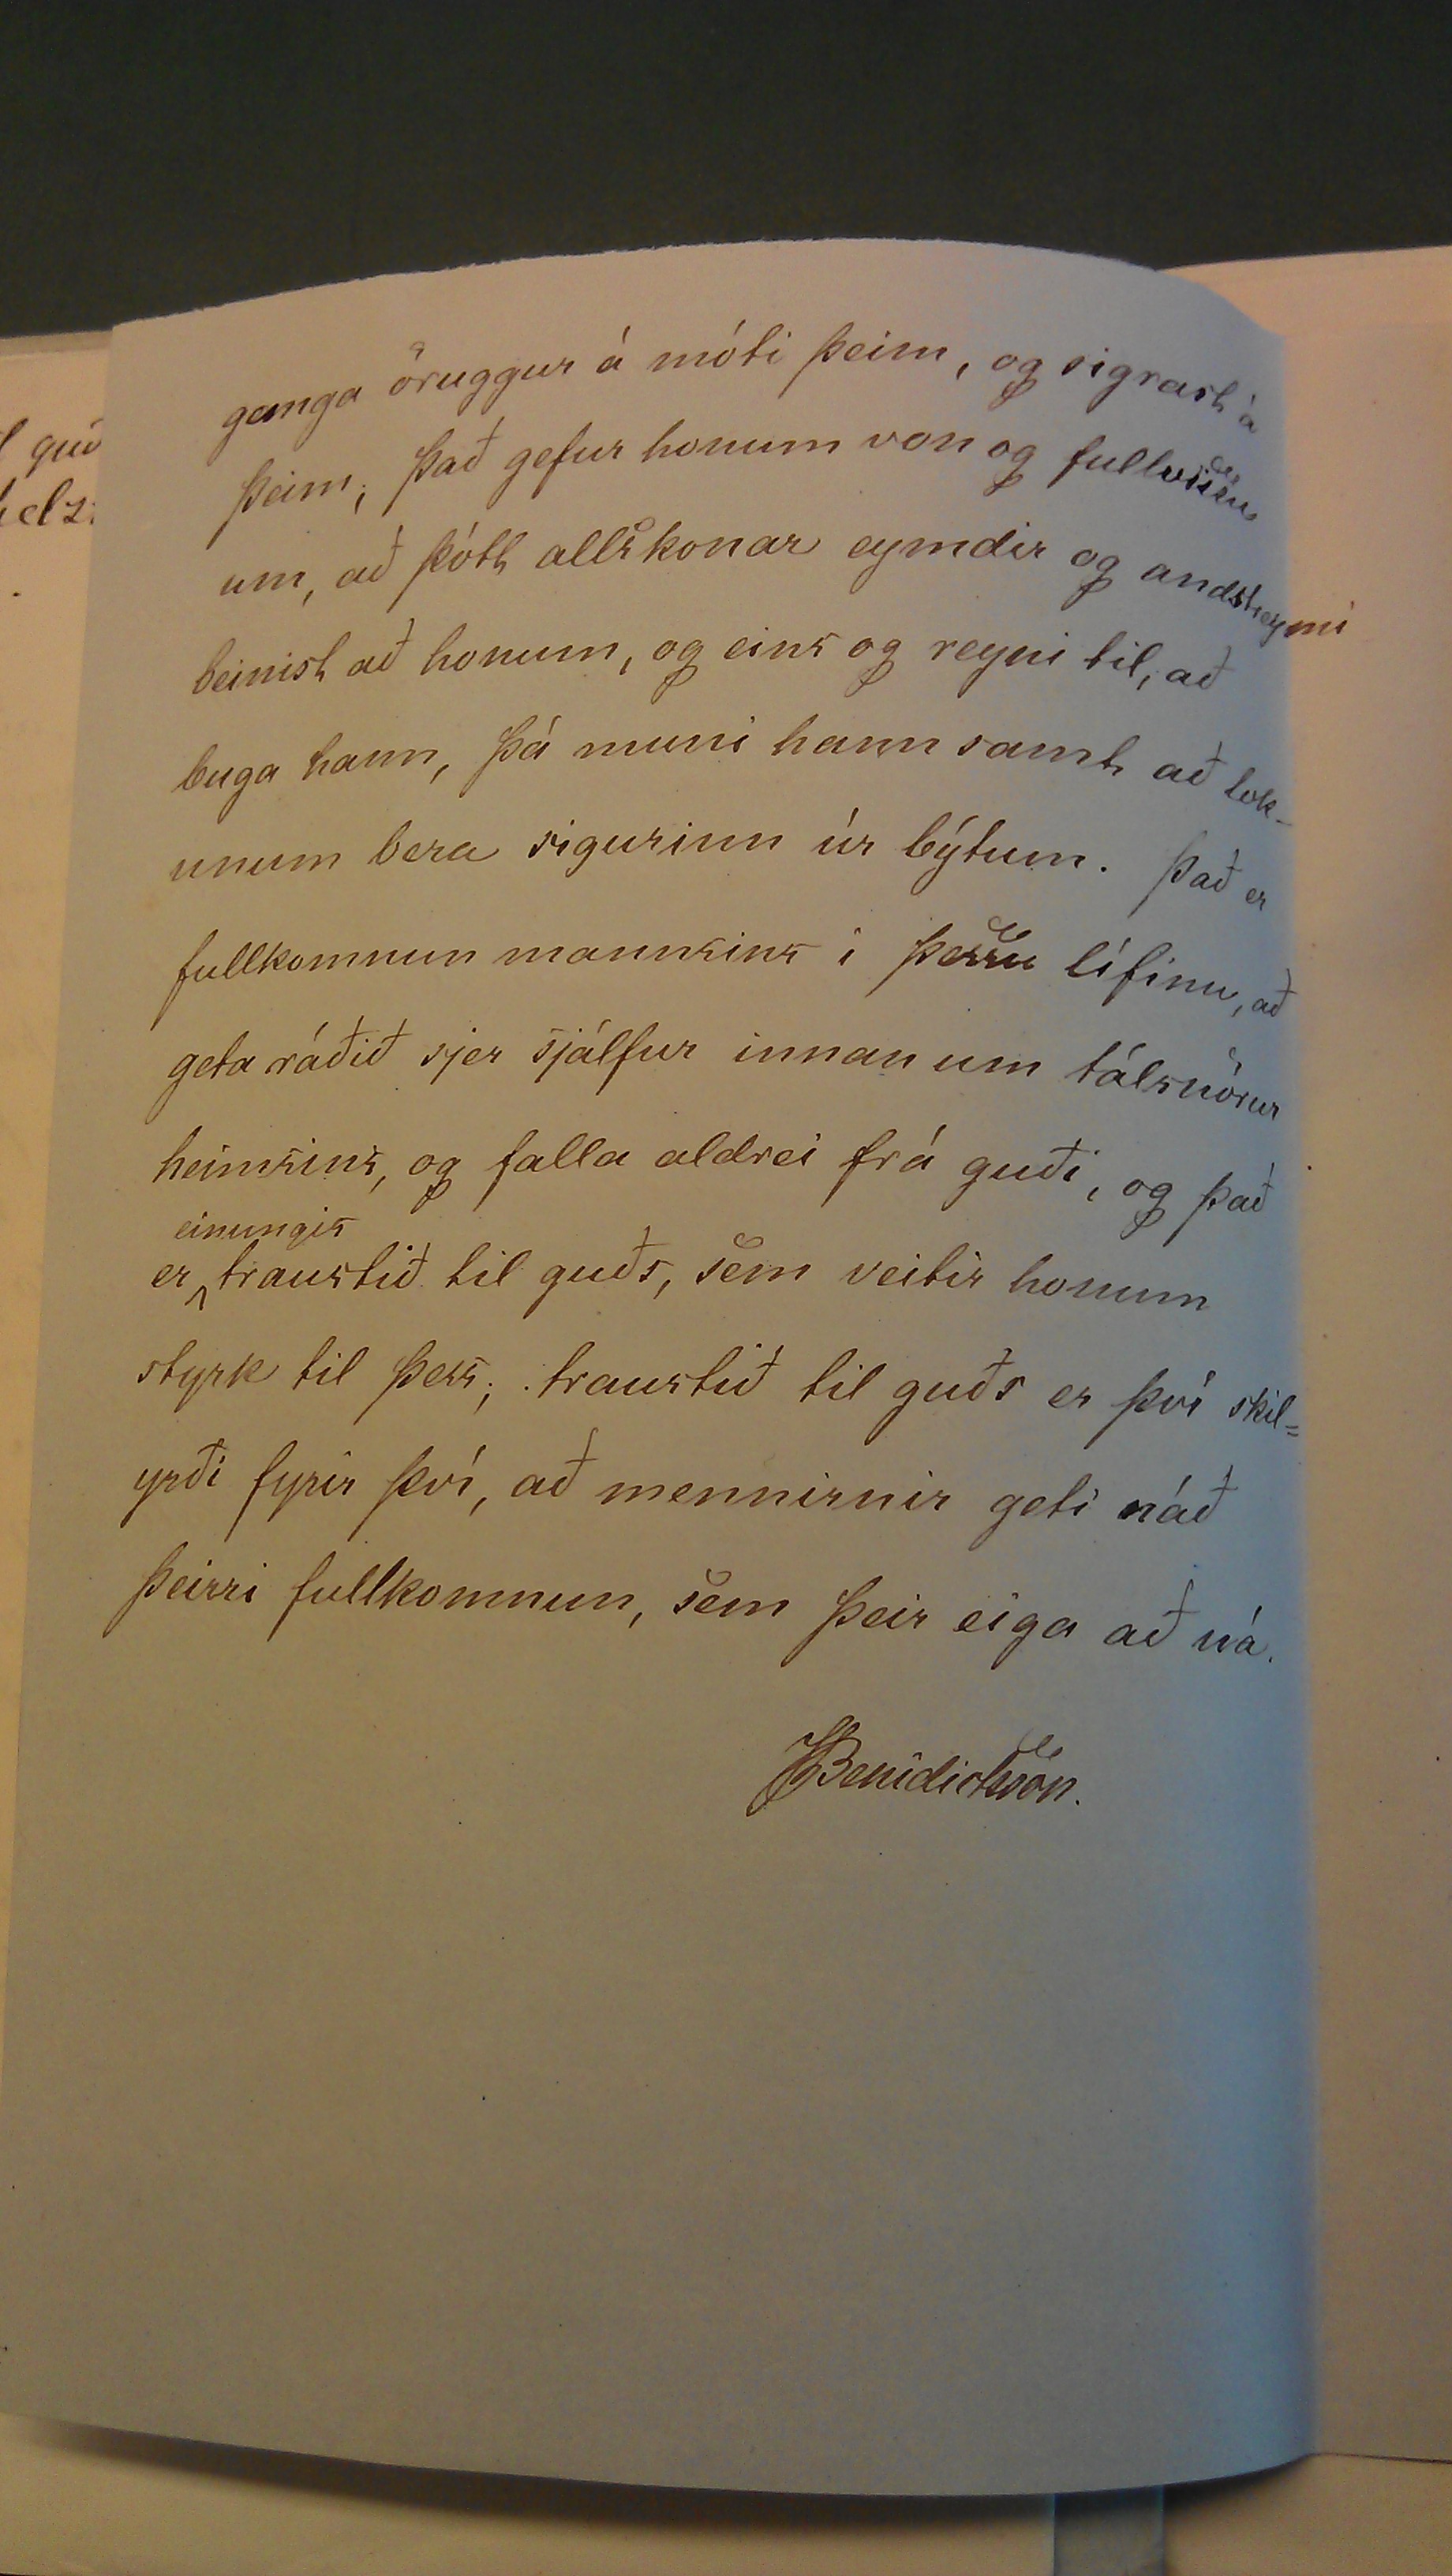 ganga öruggur á móti þeim, og sigrast á
þeim; það gefur honum von og fullvissu
um, að þótt allskonar eymdir og andstreymi
beinist að honum, og eins og reyni til, að
buga hann, þá muni hann samt að lok-
unum bera sigurinn úr býtum. Það er
fullkomnun mannsins í þessu lífinu, að
geta ráðið sjer sjálfur innan um tálsnörur
heimsins, og falla aldrei frá guði, og það
einungis
er traustið til guðs, sem veitir honum
styrk til þess; traustið til guðs er því skil=
yrði fyrir því, að mennirnir geti náð
þeirri fullkomnun, sem þeir eiga að ná.
Benidictsson.